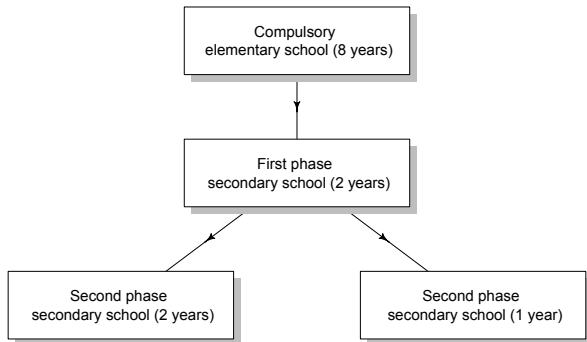 Compulsory
elementary school (8 years)
First phase
secondary school (2 years)
Second phase
secondary school (2 years)
Second phase
secondary school (1 year)